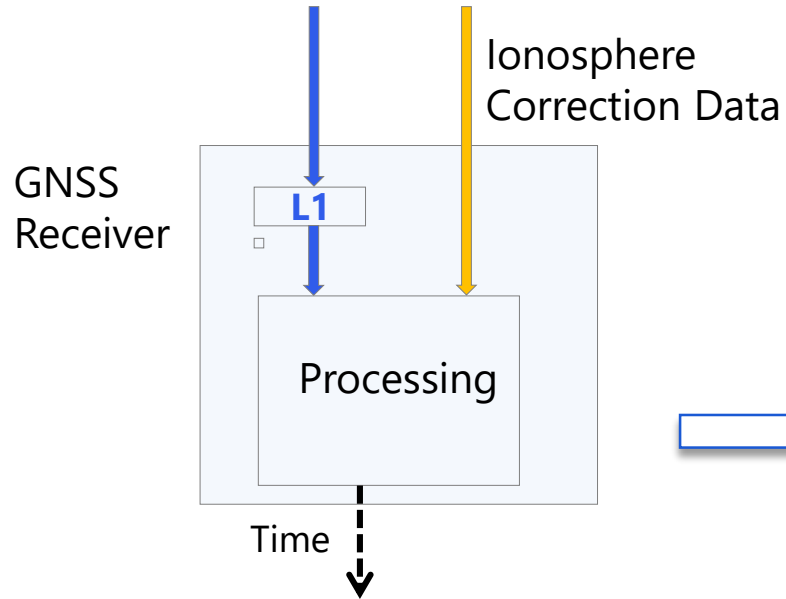 Ionosphere
Correction Data
GNSS
Receiver
L1
Processing
Time